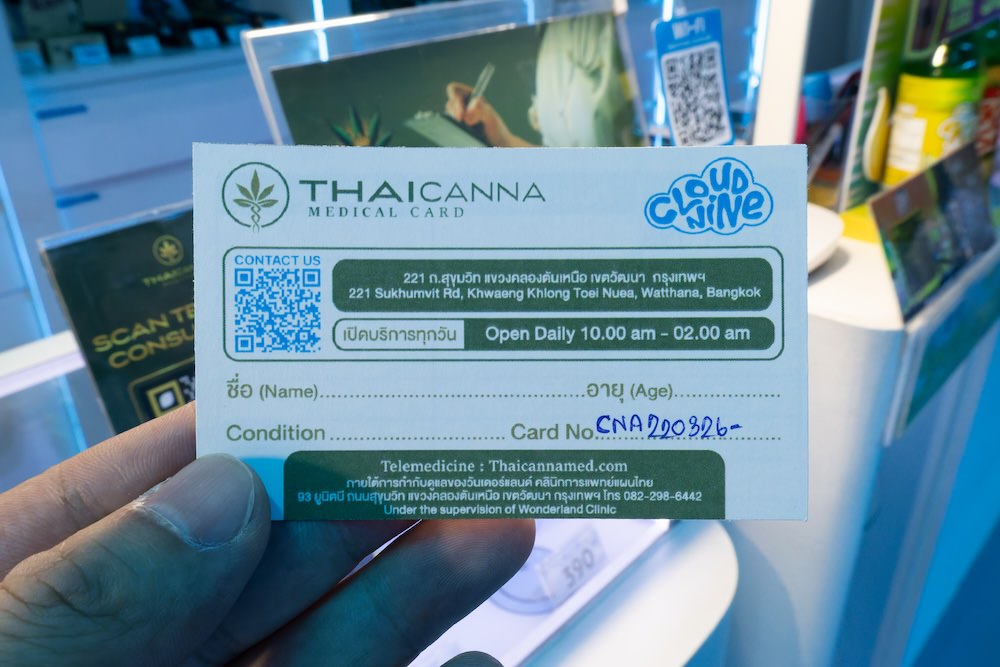 Wi-Fi
THAICANNA
MEDICAL CARD
CLOUD
NINE
CONTACT US
221 ถ.สุขุมวิท แขวงคลองตันเหนือ เขตวัฒนา กรุงเทพฯ
221 Sukhumvit Rd, Khwaeng Khlong Toei Nuea, Watthana, Bangkok
เปิดบริการทุกวัน Open Daily 10.00 am - 02.00 am
ชื่อ (Name)...............................................อายุ (Age)...................
Condition ............................. Card No. CNA220326-
Telemedicine : Thaicannamed.com
ภายใต้การกำกับดูแลของวันเดอร์แลนด์ คลินิกการแพทย์แผนไทย
93 ยูนิตบี ถนนสุขุมวิท แขวงคลองตันเหนือ เขตวัฒนา กรุงเทพฯ โทร 082-298-6442
Under the supervision of Wonderland Clinic
SCAN
390